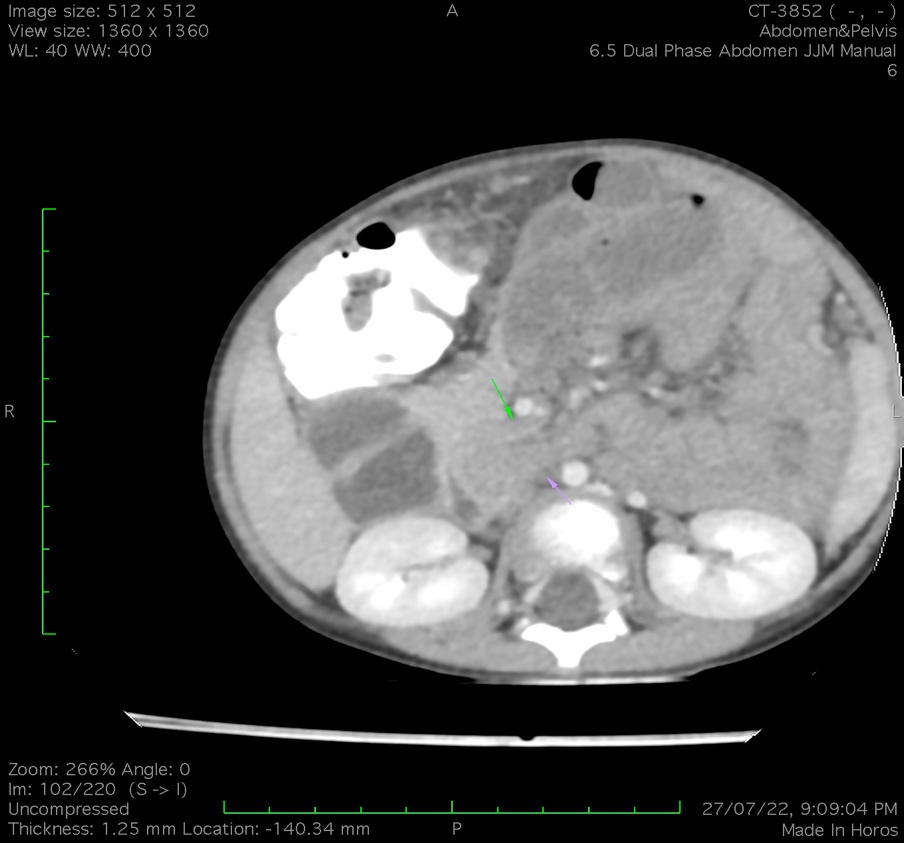 Image size: 512 x 512
View size: 1360 x 1360
WL: 40 WW: 400
A
CT-3852 ( -, -)
Abdomen&Pelvis
6.5 Dual Phase Abdomen JJM Manual
6
R
L
Zoom: 266% Angle: 0
Im: 102/220 (S -> I)
Uncompressed
Thickness: 1.25 mm Location: -140.34 mm
P
27/07/22, 9:09:04 PM
Made In Horos